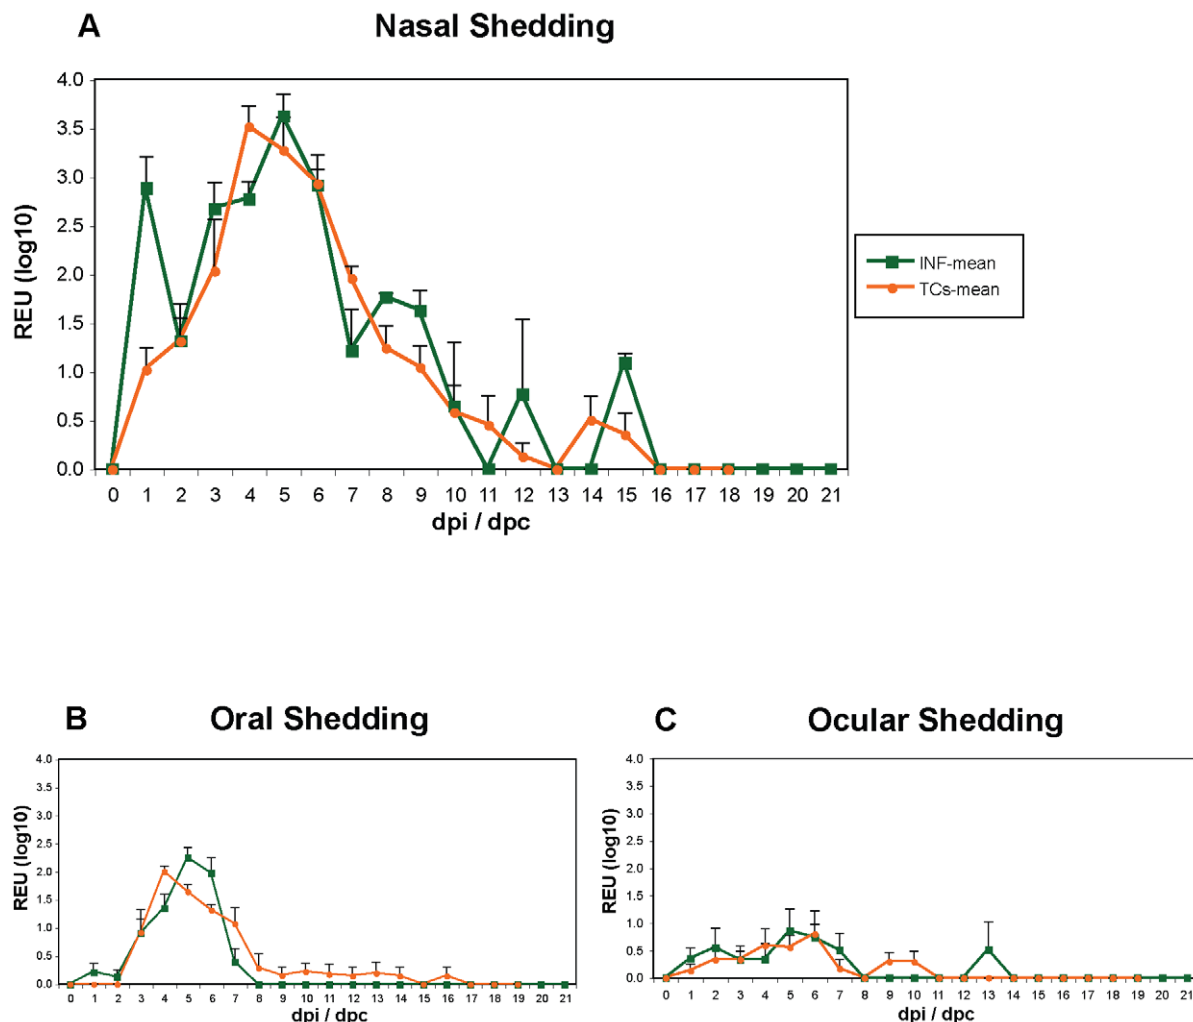 A Nasal Shedding
4.0
3.5
3.0
2.5
2.0
1.5
1.0
0.5
0.0
REU (log10)
0 1 2 3 4 5 6 7 8 9 10 11 12 13 14 15 16 17 18 19 20 21
dpi / dpc
INF-mean
TCs-mean
B Oral Shedding
4.0
3.5
3.0
2.5
2.0
1.5
1.0
0.5
0.0
REU (log10)
0 1 2 3 4 5 6 7 8 9 10 11 12 13 14 15 16 17 18 19 20 21
dpi / dpc
C Ocular Shedding
4.0
3.5
3.0
2.5
2.0
1.5
1.0
0.5
0.0
REU (log10)
0 1 2 3 4 5 6 7 8 9 10 11 12 13 14 15 16 17 18 19 20 21
dpi / dpc